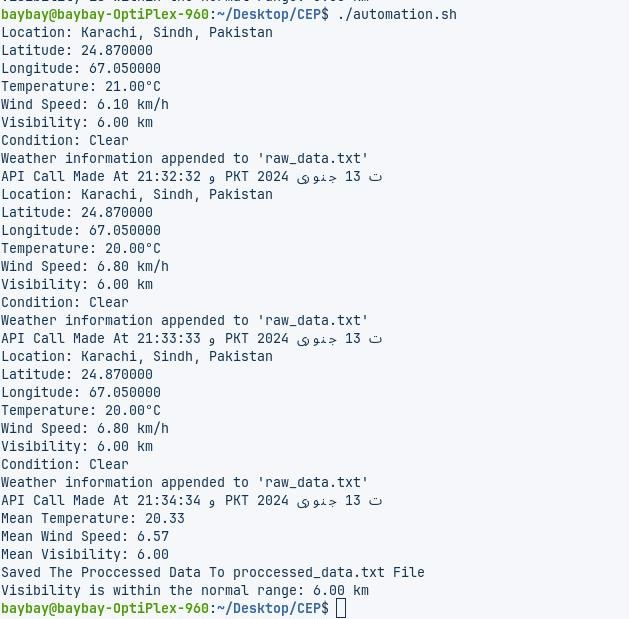 baybay@baybay-OptiPlex-960:~/Desktop/CEP$ ./automation.sh
Location: Karachi, Sindh, Pakistan
Latitude: 24.870000
Longitude: 67.050000
Temperature: 21.00°C
Wind Speed: 6.10 km/h
Visibility: 6.00 km
Condition: Clear
Weather information appended to 'raw_data.txt'
API Call Made At 21:32:32 و PKT 2024 ت 13 جنوری
Location: Karachi, Sindh, Pakistan
Latitude: 24.870000
Longitude: 67.050000
Temperature: 20.00°C
Wind Speed: 6.80 km/h
Visibility: 6.00 km
Condition: Clear
Weather information appended to 'raw_data.txt'
API Call Made At 21:33:33 و PKT 2024 ت 13 جنوری
Location: Karachi, Sindh, Pakistan
Latitude: 24.870000
Longitude: 67.050000
Temperature: 20.00°C
Wind Speed: 6.80 km/h
Visibility: 6.00 km
Condition: Clear
Weather information appended to 'raw_data.txt'
API Call Made At 21:34:34 و PKT 2024 ت 13 جنوری
Mean Temperature: 20.33
Mean Wind Speed: 6.57
Mean Visibility: 6.00
Saved The Proccessed Data To proccessed_data.txt File
Visibility is within the normal range: 6.00 km
baybay@baybay-OptiPlex-960:~/Desktop/CEP$